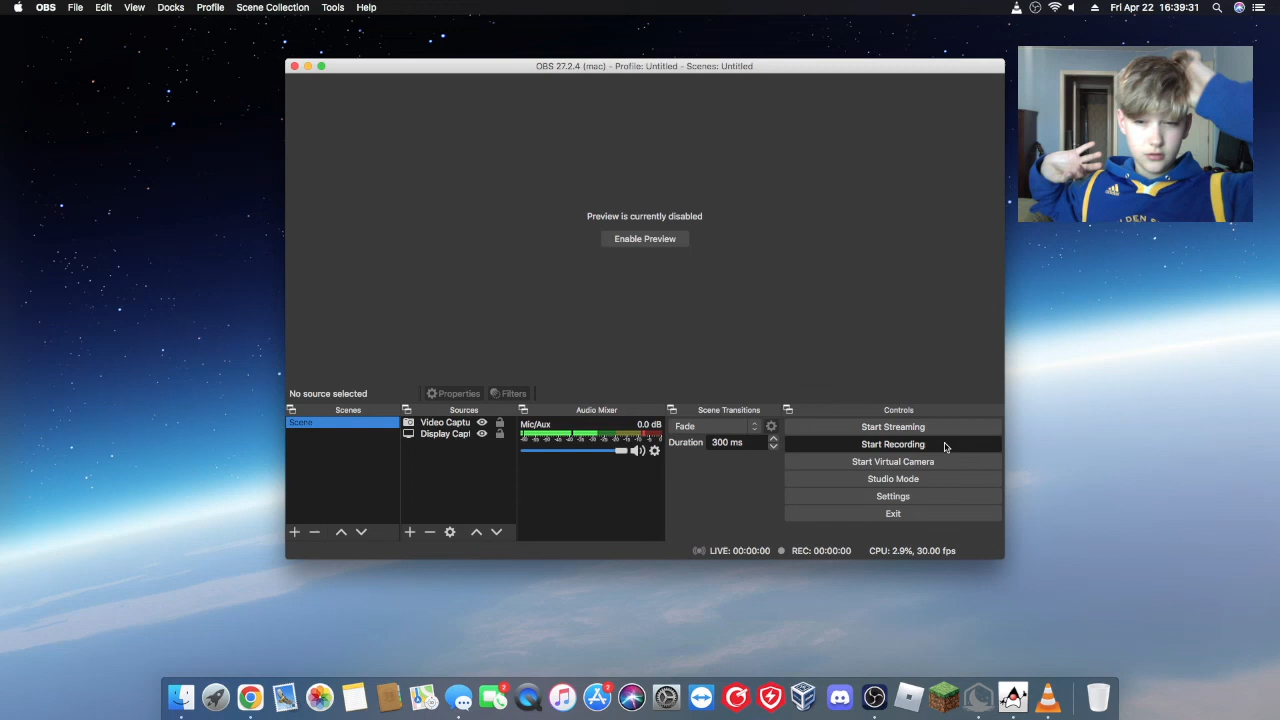 OBS File Edit View Docks Profile Scene Collection Tools Help Fri Apr 22 16:39:31
OBS 27.2.4 (mac) - Profile: Untitled - Scenes: Untitled
Preview is currently disabled
Enable Preview
No source selected Properties Filters
Scenes Sources Audio Mixer Scene Transitions Controls
Scene
Video Captu
Display Capt
Mic/Aux 0.0 dB
Fade
Duration 300 ms
Start Streaming
Start Recording
Start Virtual Camera
Studio Mode
Settings
Exit
LIVE: 00:00:00 REC: 00:00:00 CPU: 2.9%, 30.00 fps
2
2